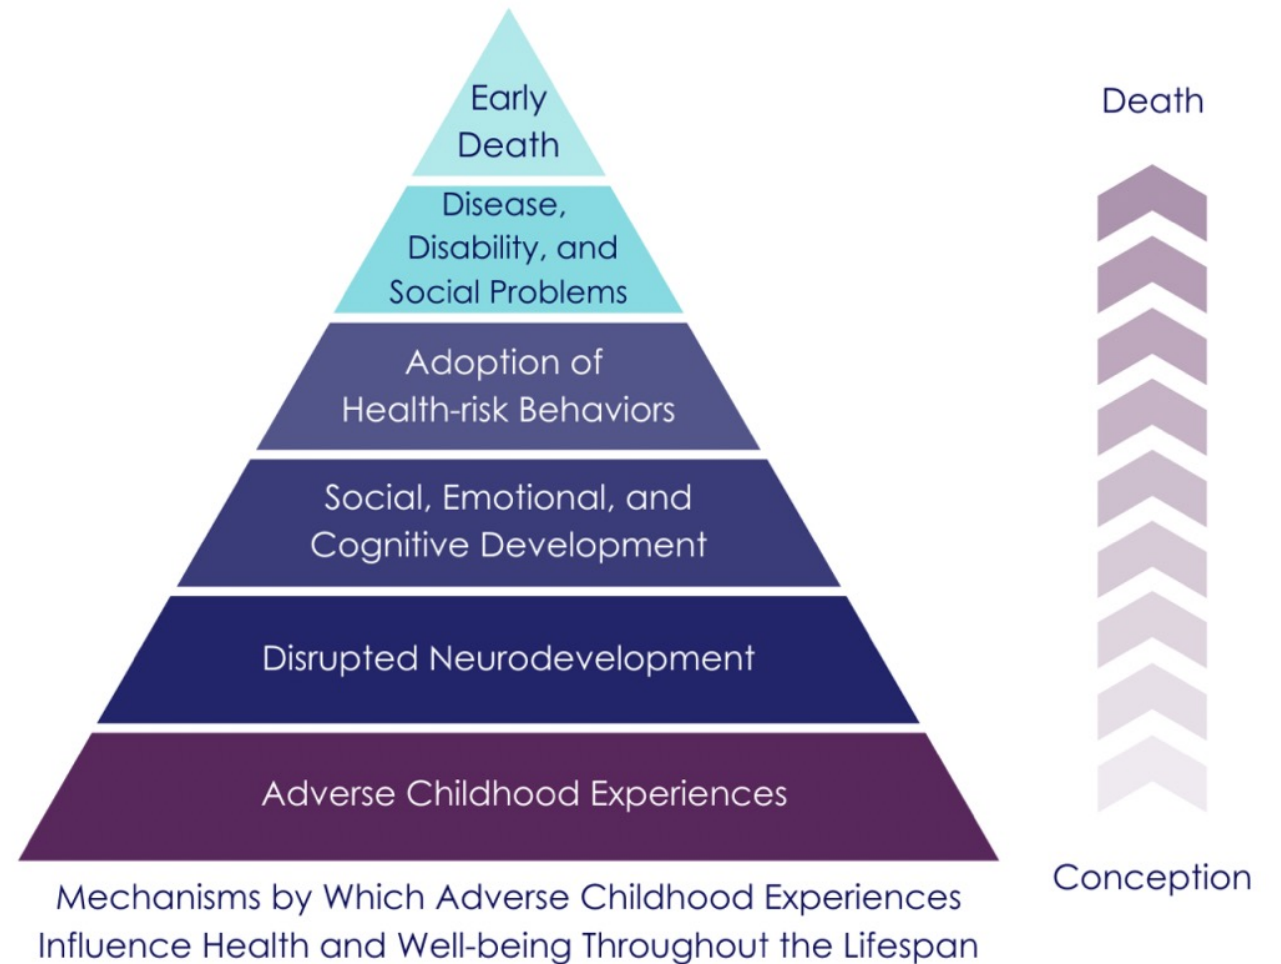 Early
Death
Disease,
Disability, and
Social Problems
Adoption of
Health-risk Behaviors
Social, Emotional, and
Cognitive Development
Disrupted Neurodevelopment
Adverse Childhood Experiences
Mechanisms by Which Adverse Childhood Experiences
Influence Health and Well-being Throughout the Lifespan
Death
Conception